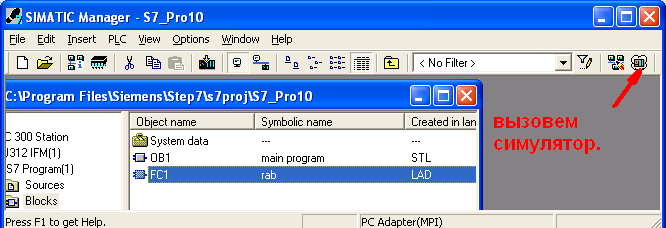 SIMATIC Manager - S7_Pro10
File Edit Insert PLC View Options Window Help
< No Filter >
C:\Program Files\Siemens\Step7\s7proj\S7_Pro10
Object name Symbolic name Created in lan
C 300 Station
System data --- ---
J312 IFM(1)
OB1 main program STL
S7 Program(1)
FC1 rab LAD
Sources
Blocks
вызовем
симулятор.
Press F1 to get Help. PC Adapter(MPI)